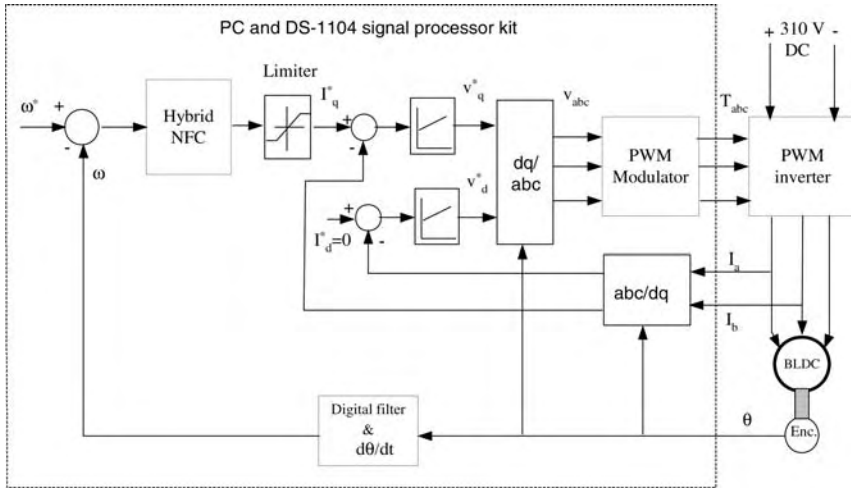 PC and DS-1104 signal processor kit
+ 310 V -
DC
Limiter
ω*
+
-
ω
Hybrid
NFC
I*q
+
-
v*q
vabc
Tabc
dq/
abc
PWM
Modulator
PWM
inverter
+
-
I*d=0
v*d
abc/dq
Ia
Ib
BLDC
Enc.
θ
Digital filter
&
dθ/dt